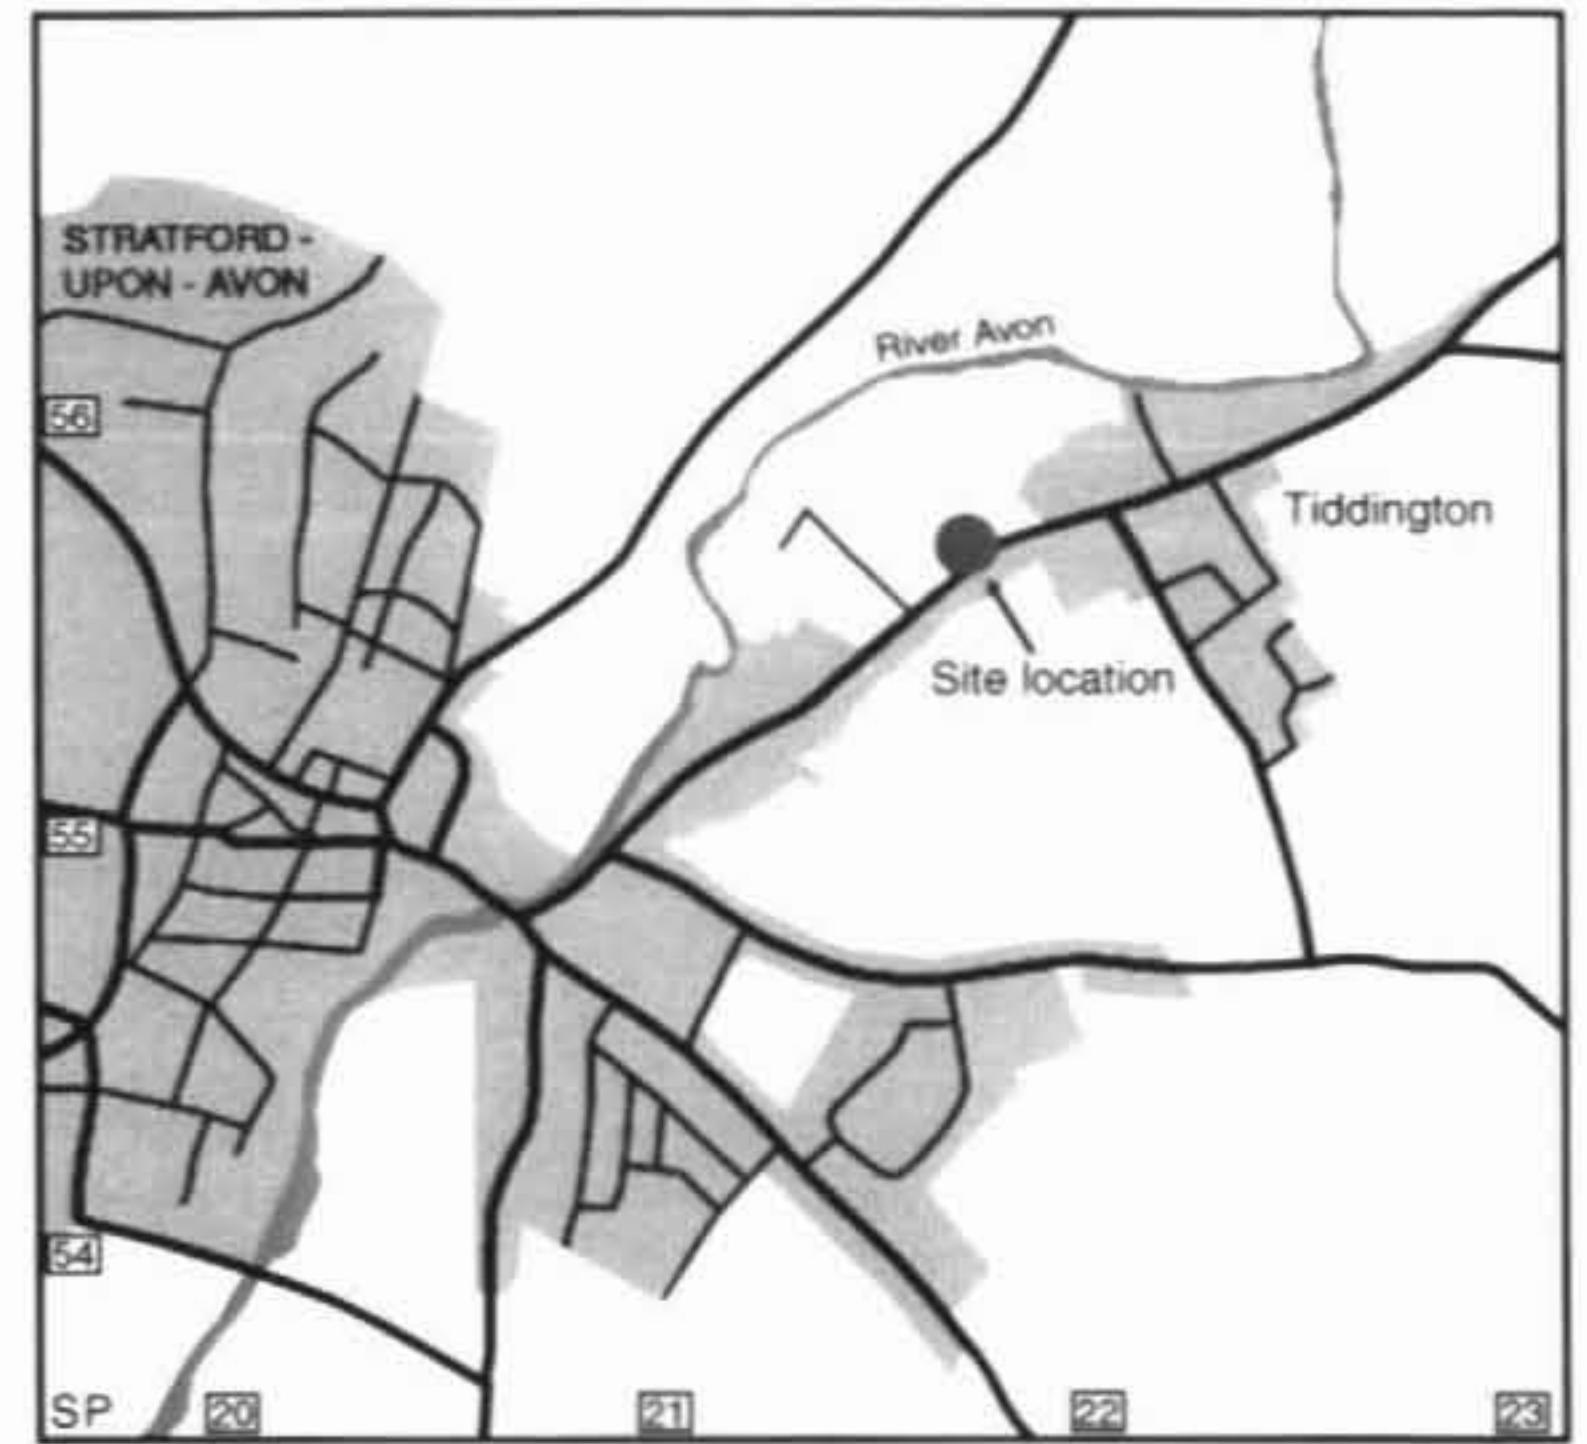 STRATFORD -
UPON - AVON
River Avon
56
Tiddington
Site location
55
54
SP
20
21
22
23